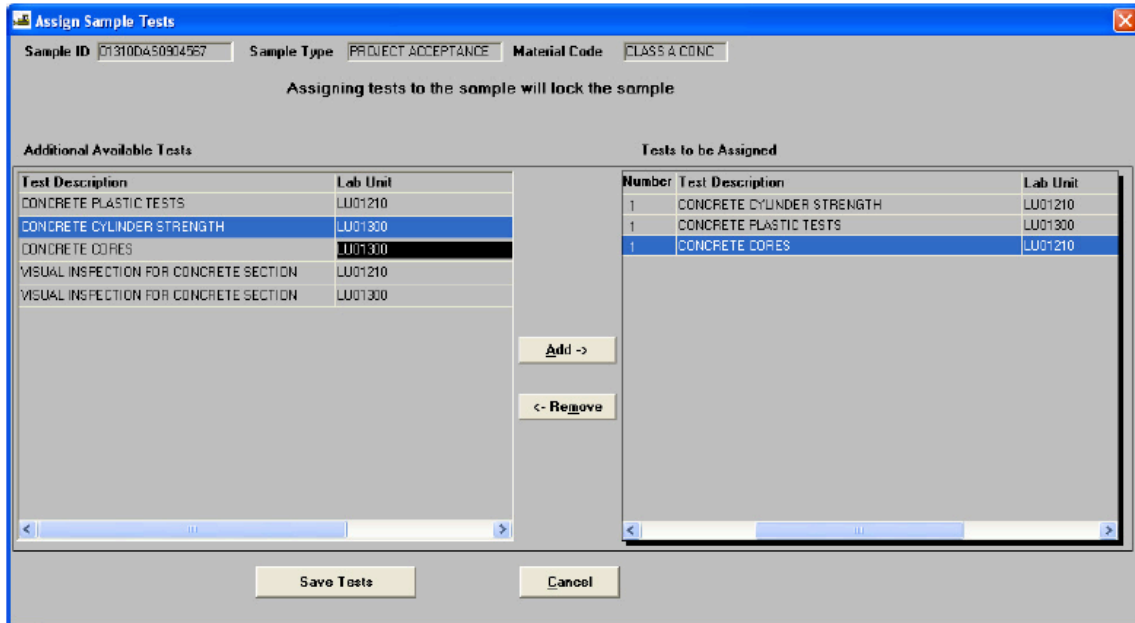 Assign Sample Tests
Sample ID 01310DAS0904567 Sample Type PROJECT ACCEPTANCE Material Code CLASS A CONC
Assigning tests to the sample will lock the sample
Additional Available Tests
Test Description Lab Unit
CONCRETE PLASTIC TESTS LU01210
CONCRETE CYLINDER STRENGTH LU01300
CONCRETE CORES LU01300
VISUAL INSPECTION FOR CONCRETE SECTION LU01210
VISUAL INSPECTION FOR CONCRETE SECTION LU01300
Add ->
<- Remove
Tests to be Assigned
Number Test Description Lab Unit
1 CONCRETE CYLINDER STRENGTH LU01210
1 CONCRETE PLASTIC TESTS LU01300
1 CONCRETE CORES LU01210
Save Tests Cancel